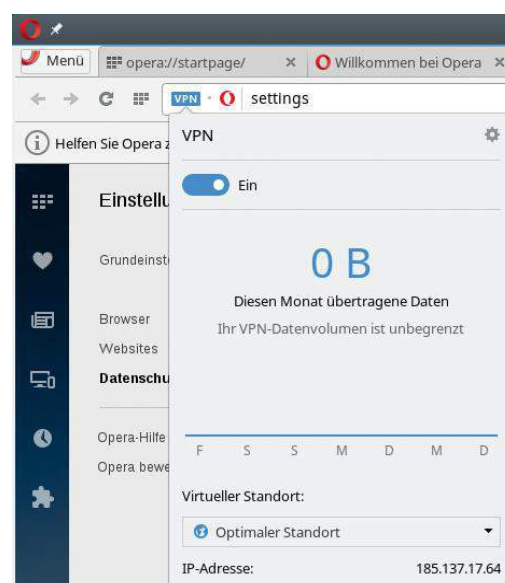 Menü opera://startpage/ Willkommen bei Opera
VPN settings
Helfen Sie Opera z
VPN
Ein
Einstellu
Grundeinst
0 B
Diesen Monat übertragene Daten
Ihr VPN-Datenvolumen ist unbegrenzt
Browser
Websites
Datenschu
Opera-Hilfe
Opera bewe
F S S M D M D
Virtueller Standort:
Optimaler Standort
IP-Adresse: 185.137.17.64